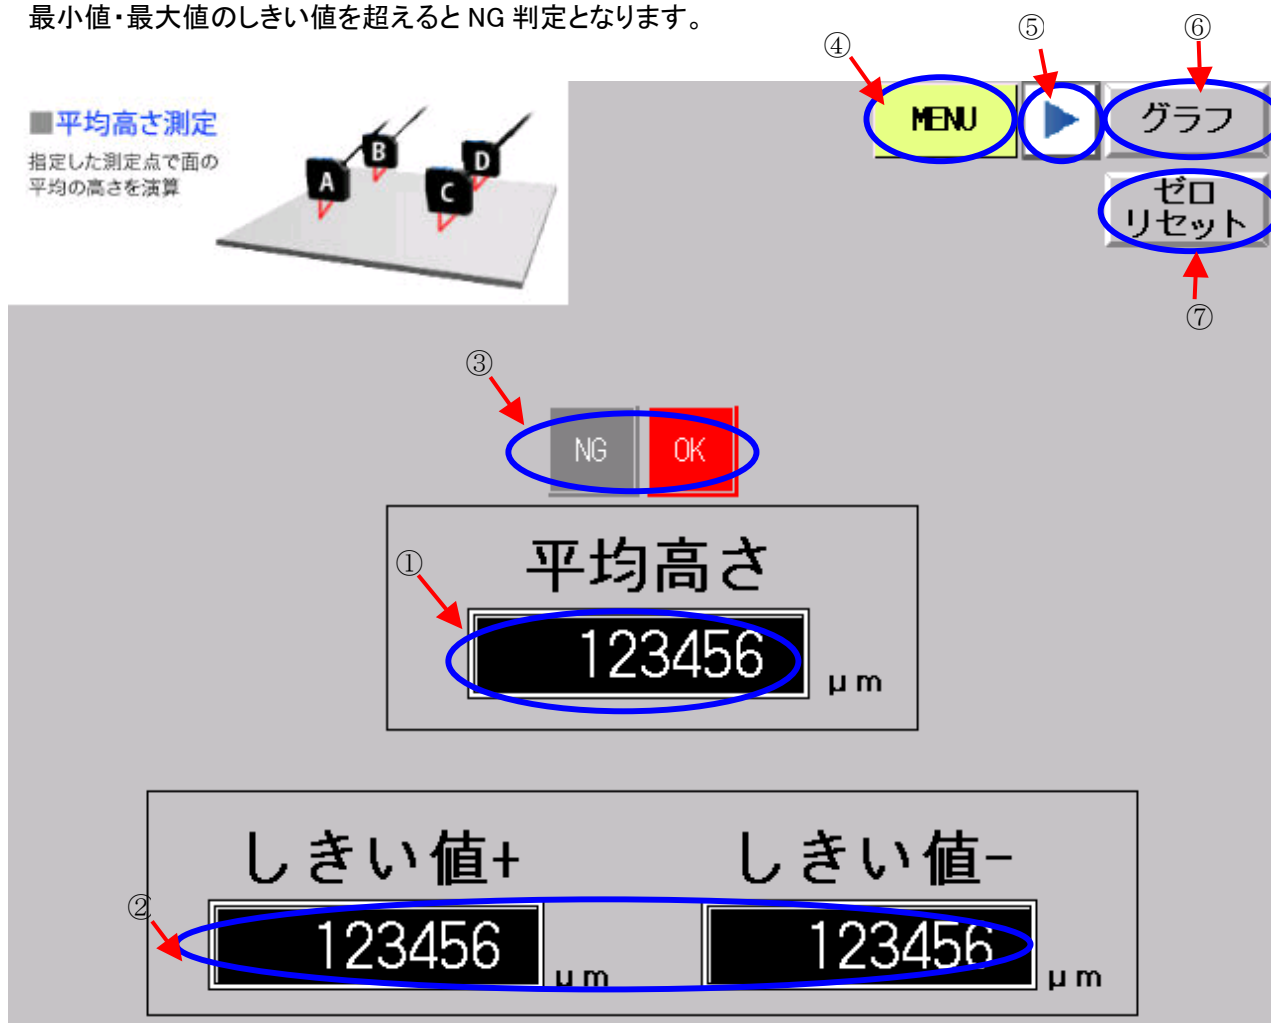 最小値・最大値のしきい値を超えると NG 判定となります。
④
⑤
⑥
■平均高さ測定
指定した測定点で面の
平均の高さを演算
A
B
C
D
MENU
グラフ
ゼロ
リセット
⑦
③
NG
OK
①
平均高さ
123456
μm
しきい値+
しきい値-
②
123456
μm
123456
μm